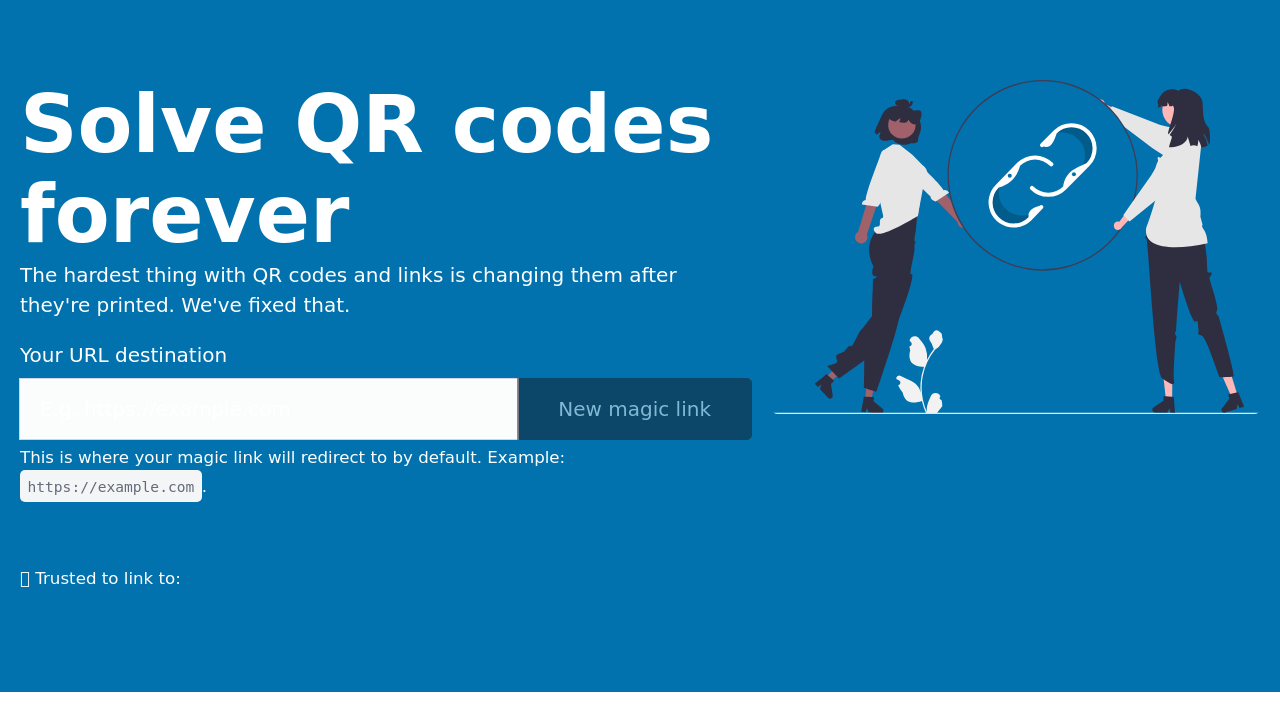 Solve QR codes
forever
The hardest thing with QR codes and links is changing them after
they're printed. We've fixed that.
Your URL destination
E.g. https://example.com
New magic link
This is where your magic link will redirect to by default. Example:
https://example.com.
Trusted to link to: